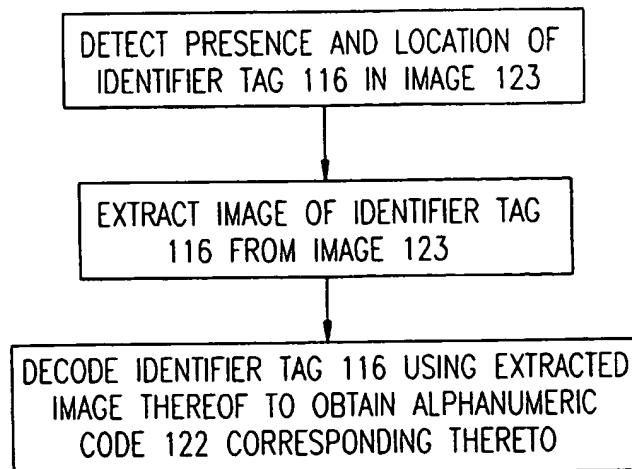 DETECT PRESENCE AND LOCATION OF
IDENTIFIER TAG 116 IN IMAGE 123
EXTRACT IMAGE OF IDENTIFIER TAG
116 FROM IMAGE 123
DECODE IDENTIFIER TAG 116 USING EXTRACTED
IMAGE THEREOF TO OBTAIN ALPHANUMERIC
CODE 122 CORRESPONDING THERETO